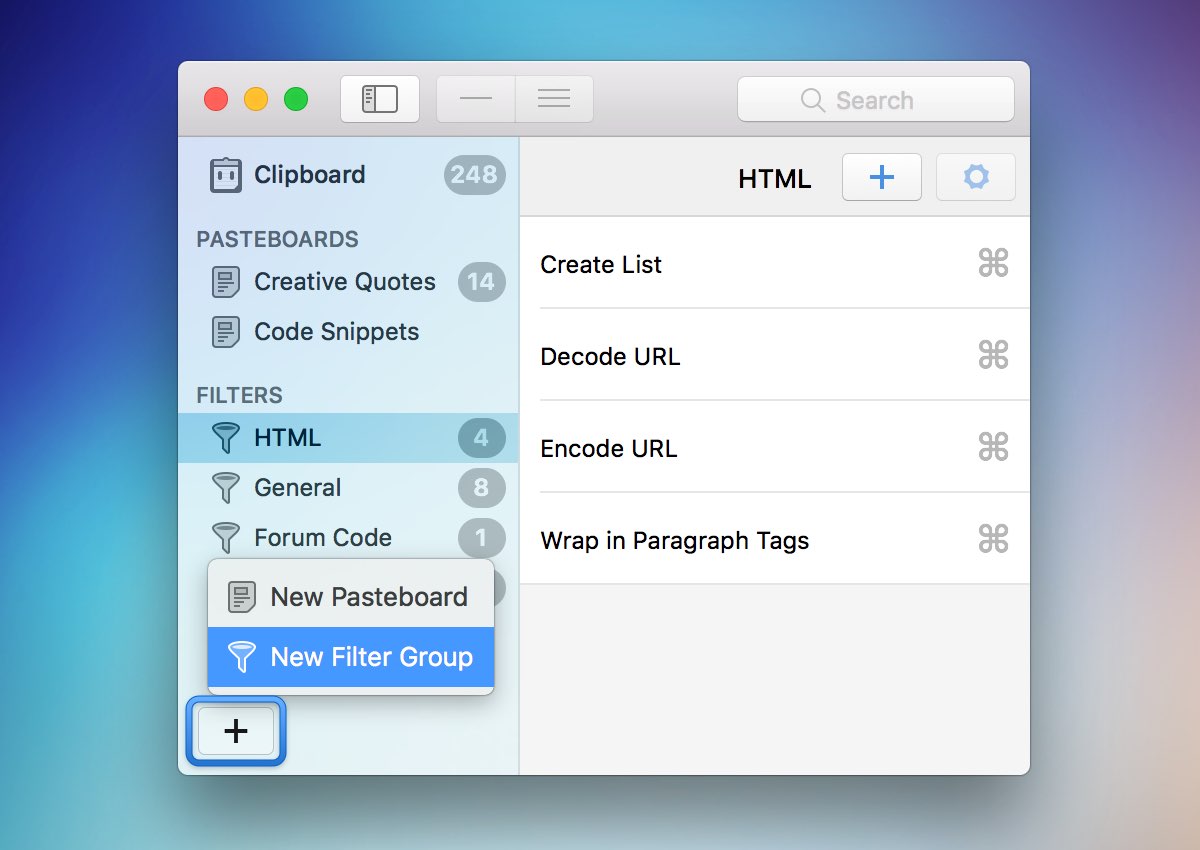 Search
Clipboard 248
HTML
PASTEBOARDS
Creative Quotes 14
Code Snippets
FILTERS
HTML 4
General 8
Forum Code 1
New Pasteboard
New Filter Group
+
Create List ⌘
Decode URL ⌘
Encode URL ⌘
Wrap in Paragraph Tags ⌘